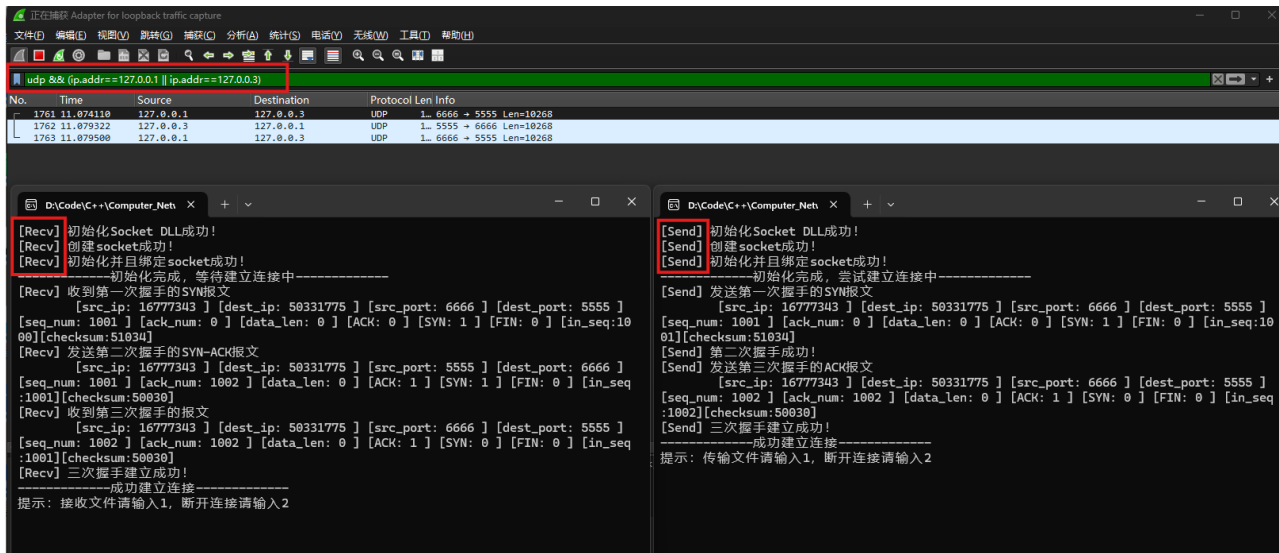 正在捕获 Adapter for loopback traffic capture
文件(F) 编辑(E) 视图(V) 跳转(G) 捕获(C) 分析(A) 统计(S) 电话(Y) 无线(W) 工具(T) 帮助(H)
udp && (ip.addr==127.0.0.1 || ip.addr==127.0.0.3)
No. Time Source Destination Protocol Len Info
1761 11.074110 127.0.0.1 127.0.0.3 UDP 1… 6666 → 5555 Len=10268
1762 11.079322 127.0.0.3 127.0.0.1 UDP 1… 5555 → 6666 Len=10268
1763 11.079500 127.0.0.1 127.0.0.3 UDP 1… 6666 → 5555 Len=10268
D:\Code\C++\Computer_Net
[Recv] 初始化Socket DLL成功!
[Recv] 创建socket成功!
[Recv] 初始化并且绑定socket成功!
-------------初始化完成, 等待建立连接中-------------
[Recv] 收到第一次握手的SYN报文
[src_ip: 16777343 ] [dest_ip: 50331775 ] [src_port: 6666 ] [dest_port: 5555 ]
[seq_num: 1001 ] [ack_num: 0 ] [data_len: 0 ] [ACK: 0 ] [SYN: 1 ] [FIN: 0 ] [in_seq:10
00][checksum:51034]
[Recv] 发送第二次握手的SYN-ACK报文
[src_ip: 16777343 ] [dest_ip: 50331775 ] [src_port: 5555 ] [dest_port: 6666 ]
[seq_num: 1001 ] [ack_num: 1002 ] [data_len: 0 ] [ACK: 1 ] [SYN: 1 ] [FIN: 0 ] [in_seq
:1001][checksum:50030]
[Recv] 收到第三次握手的报文
[src_ip: 16777343 ] [dest_ip: 50331775 ] [src_port: 6666 ] [dest_port: 5555 ]
[seq_num: 1002 ] [ack_num: 1002 ] [data_len: 0 ] [ACK: 1 ] [SYN: 0 ] [FIN: 0 ] [in_seq
:1001][checksum:50030]
[Recv] 三次握手建立成功!
-------------成功建立连接-------------
提示: 接收文件请输入1, 断开连接请输入2
D:\Code\C++\Computer_Net
[Send] 初始化Socket DLL成功!
[Send] 创建socket成功!
[Send] 初始化并且绑定socket成功!
-------------初始化完成, 尝试建立连接中-------------
[Send] 发送第一次握手的SYN报文
[src_ip: 16777343 ] [dest_ip: 50331775 ] [src_port: 6666 ] [dest_port: 5555 ]
[seq_num: 1001 ] [ack_num: 0 ] [data_len: 0 ] [ACK: 0 ] [SYN: 1 ] [FIN: 0 ] [in_seq:10
01][checksum:51034]
[Send] 第二次握手成功!
[Send] 发送第三次握手的ACK报文
[src_ip: 16777343 ] [dest_ip: 50331775 ] [src_port: 6666 ] [dest_port: 5555 ]
[seq_num: 1002 ] [ack_num: 1002 ] [data_len: 0 ] [ACK: 1 ] [SYN: 0 ] [FIN: 0 ] [in_seq
:1002][checksum:50030]
[Send] 三次握手建立成功!
-------------成功建立连接-------------
提示: 传输文件请输入1, 断开连接请输入2